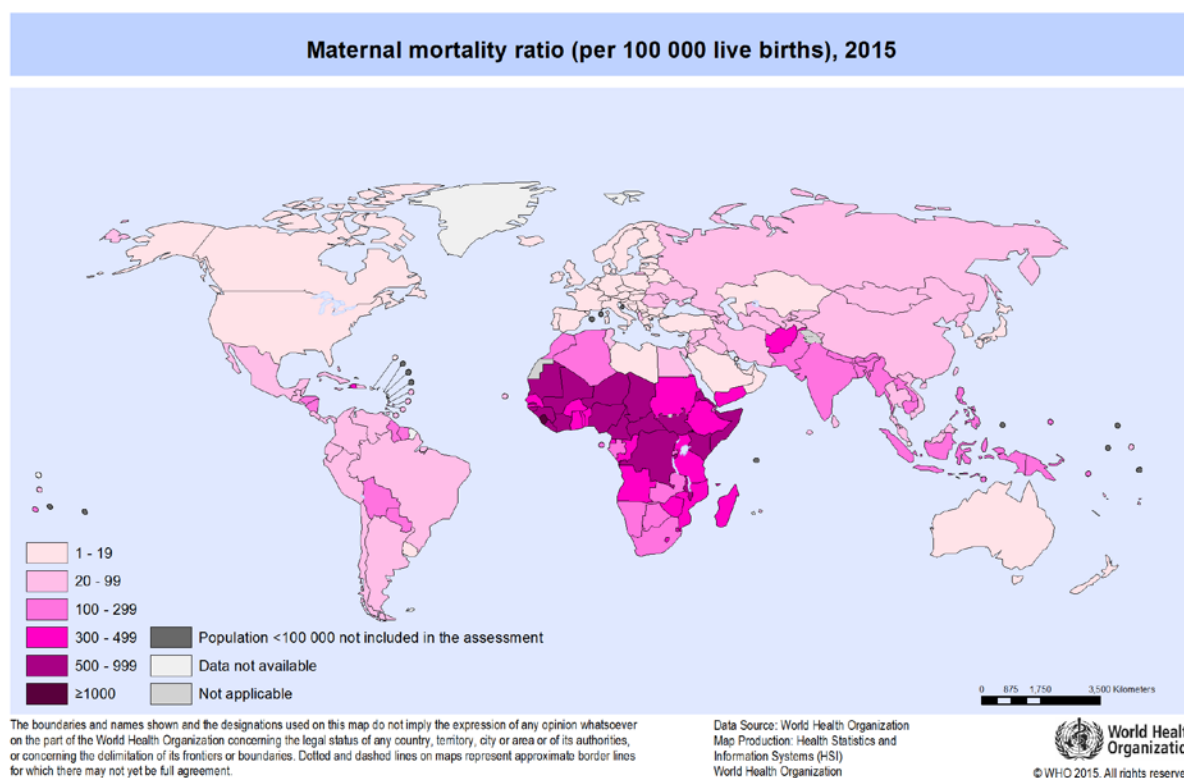 Maternal mortality ratio (per 100 000 live births), 2015
1 - 19
20 - 99
100 - 299
300 - 499
500 - 999
≥1000
Population <100 000 not included in the assessment
Data not available
Not applicable
0 875 1,750 3,500 Kilometers
The boundaries and names shown and the designations used on this map do not imply the expression of any opinion whatsoever
on the part of the World Health Organization concerning the legal status of any country, territory, city or area or of its authorities,
or concerning the delimitation of its frontiers or boundaries. Dotted and dashed lines on maps represent approximate border lines
for which there may not yet be full agreement.
Data Source: World Health Organization
Map Production: Health Statistics and
Information Systems (HSI)
World Health Organization
World Healt
Organizatio
© WHO 2015. All rights reserve